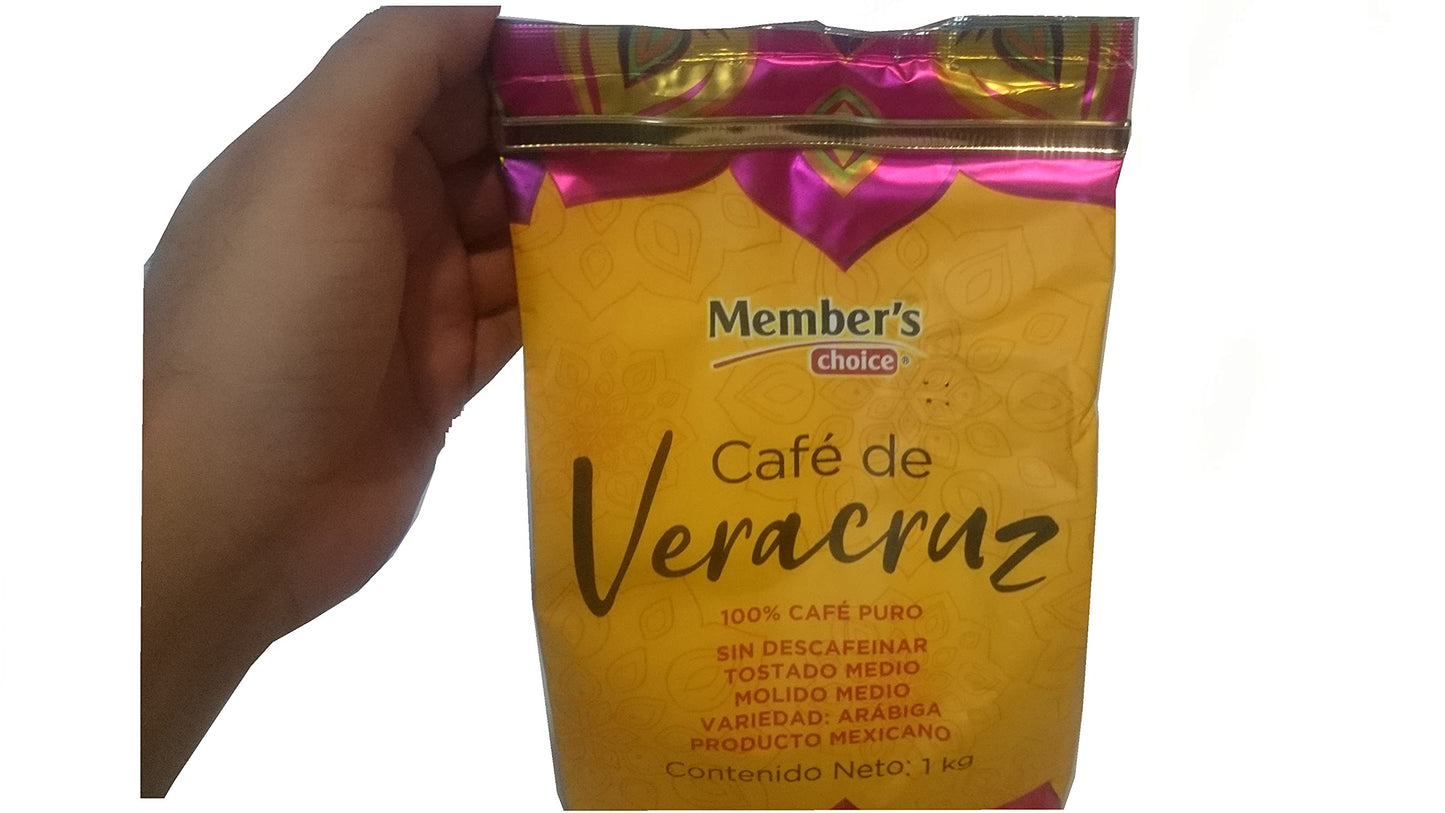 Member's
choice®
Café de
Veracruz
100% CAFÉ PURO
SIN DESCAFEINAR
TOSTADO MEDIO
MOLIDO MEDIO
VARIEDAD: ARÁBIGA
PRODUCTO MEXICANO
Contenido Neto: 1 kg